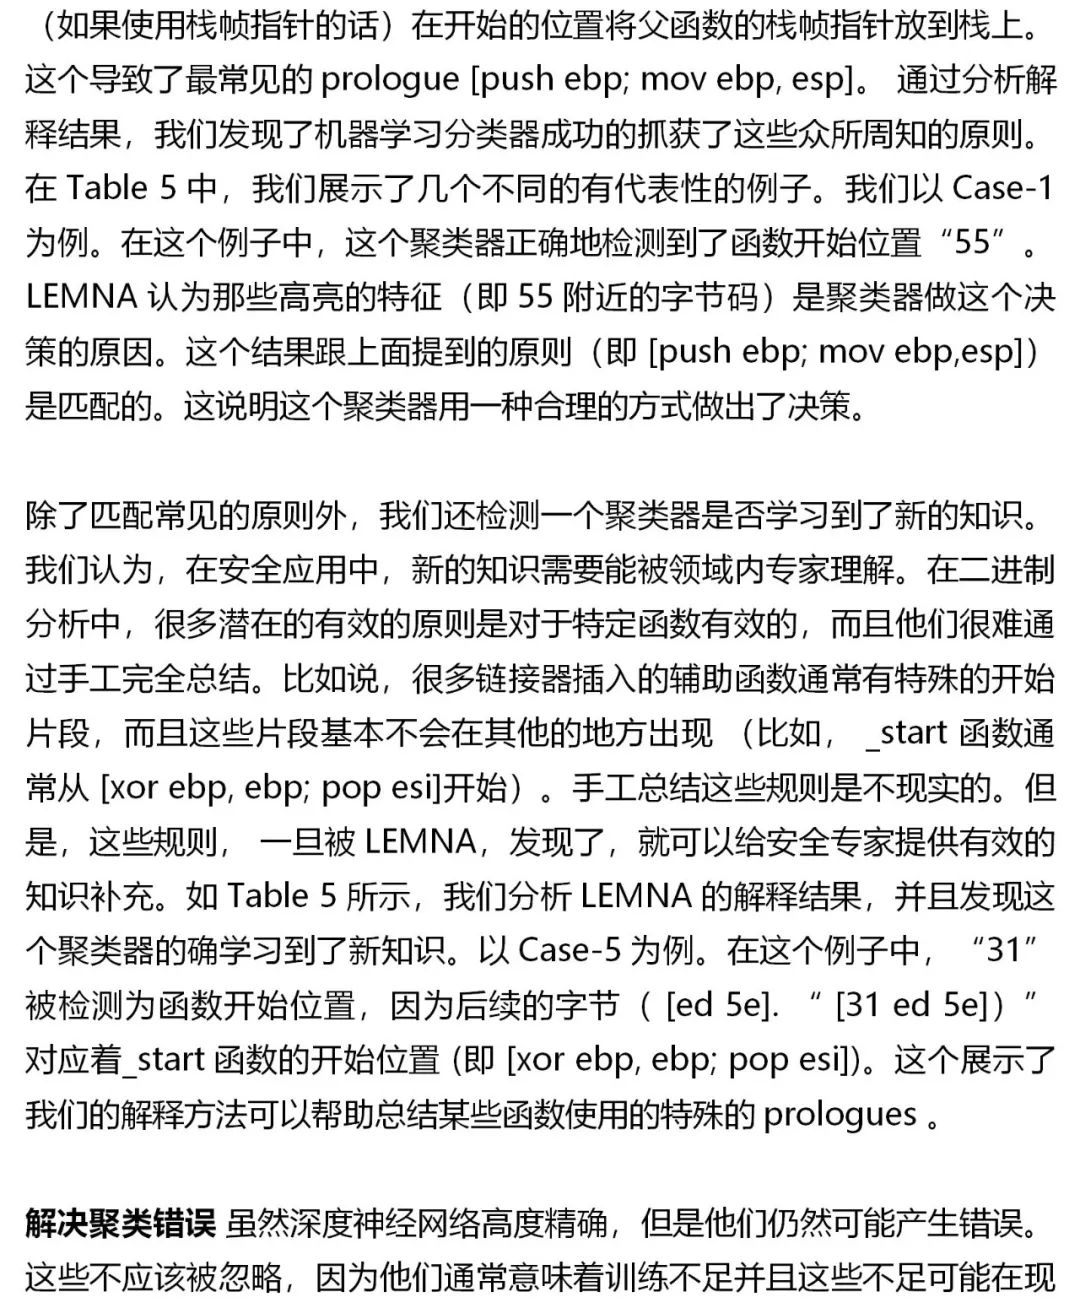 （如果使用栈帧指针的话）在开始的位置将父函数的栈帧指针放到栈上。
这个导致了最常见的 prologue [push ebp; mov ebp, esp]。 通过分析解
释结果，我们发现了机器学习分类器成功的抓获了这些众所周知的原则。
在 Table 5 中，我们展示了几个不同的有代表性的例子。我们以 Case-1
为例。在这个例子中，这个聚类器正确地检测到了函数开始位置“55”。
LEMNA 认为那些高亮的特征（即 55 附近的字节码）是聚类器做这个决
策的原因。这个结果跟上面提到的原则（即 [push ebp; mov ebp,esp]）
是匹配的。这说明这个聚类器用一种合理的方式做出了决策。
除了匹配常见的原则外，我们还检测一个聚类器是否学习到了新的知识。
我们认为，在安全应用中，新的知识需要能被领域内专家理解。在二进制
分析中，很多潜在的有效的原则是对于特定函数有效的，而且他们很难通
过手工完全总结。比如说，很多链接器插入的辅助函数通常有特殊的开始
片段，而且这些片段基本不会在其他的地方出现 （比如， _start 函数通
常从 [xor ebp, ebp; pop esi]开始）。手工总结这些规则是不现实的。但
是，这些规则， 一旦被 LEMNA，发现了，就可以给安全专家提供有效的
知识补充。如 Table 5 所示，我们分析 LEMNA 的解释结果，并且发现这
个聚类器的确学习到了新知识。以 Case-5 为例。在这个例子中， “31”
被检测为函数开始位置，因为后续的字节（ [ed 5e]. “ [31 ed 5e]）”
对应着_start 函数的开始位置 (即 [xor ebp, ebp; pop esi])。这个展示了
我们的解释方法可以帮助总结某些函数使用的特殊的 prologues 。
解决聚类错误 虽然深度神经网络高度精确，但是他们仍然可能产生错误。
这些不应该被忽略，因为他们通常意味着训练不足并且这些不足可能在现